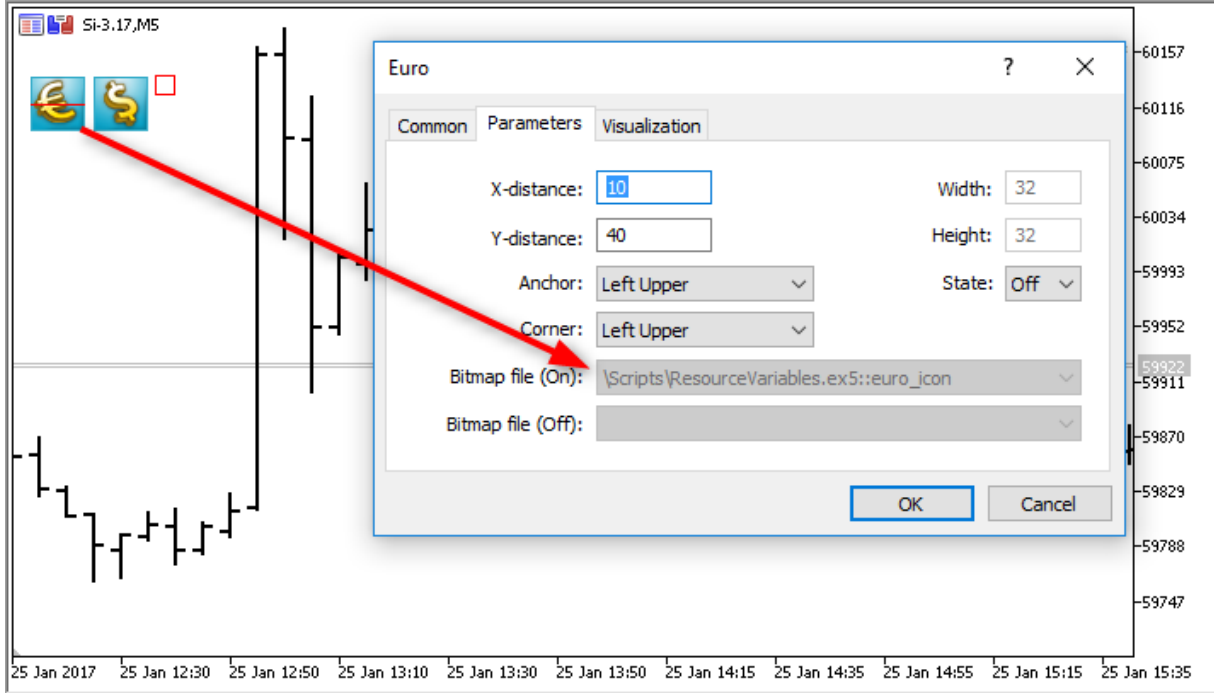 Si-3.17,M5
Euro
?
Common Parameters Visualization
X-distance: 10 Width: 32
Y-distance: 40 Height: 32
Anchor: Left Upper State: Off
Corner: Left Upper
Bitmap file (On): \Scripts\ResourceVariables.ex5::euro_icon
Bitmap file (Off):
OK Cancel
60157
60116
60075
60034
59993
59952
59922
59911
59870
59829
59788
59747
25 Jan 2017 25 Jan 12:30 25 Jan 12:50 25 Jan 13:10 25 Jan 13:30 25 Jan 13:50 25 Jan 14:15 25 Jan 14:35 25 Jan 14:55 25 Jan 15:15 25 Jan 15:35